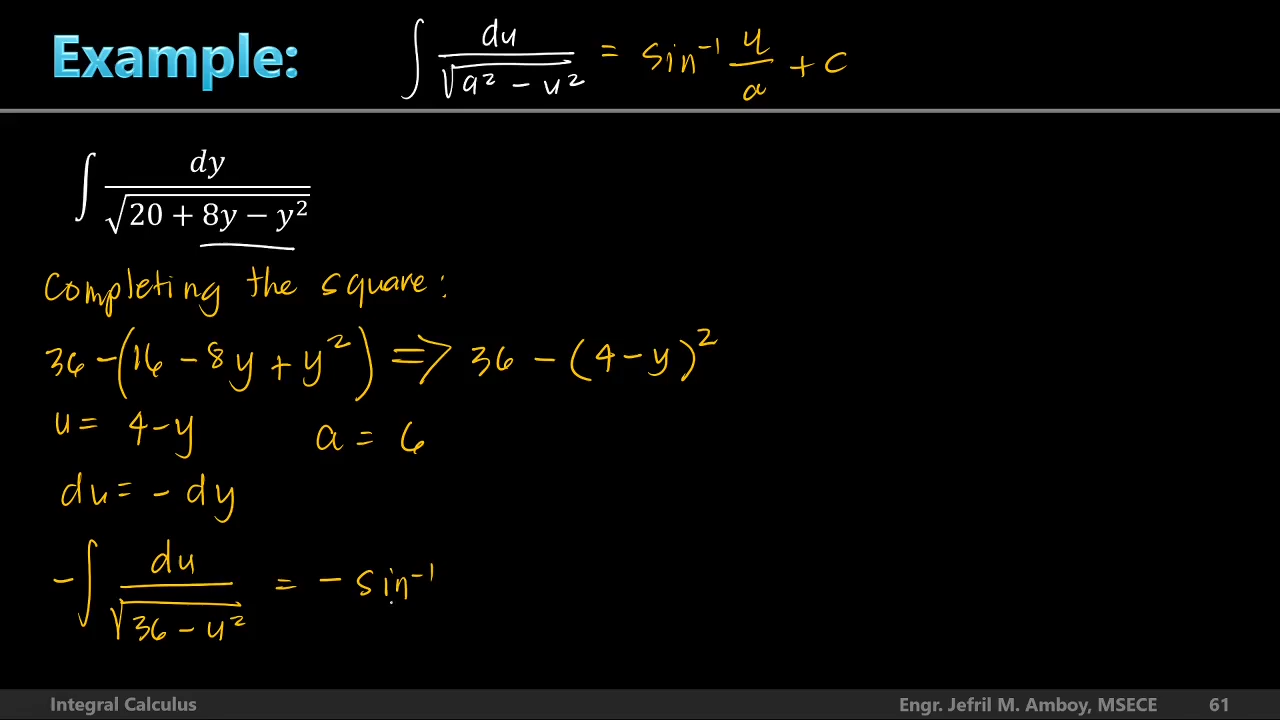 Example: ∫ du / √(a² − u²) = sin⁻¹ u/a + c
∫ dy / √(20 + 8y − y²)
Completing the square:
36 − (16 − 8y + y²) ⇒ 36 − (4 − y)²
u = 4 − y a = 6
du = − dy
− ∫ du / √(36 − u²) = − sin⁻¹
Integral Calculus Engr. Jefril M. Amboy, MSECE 61